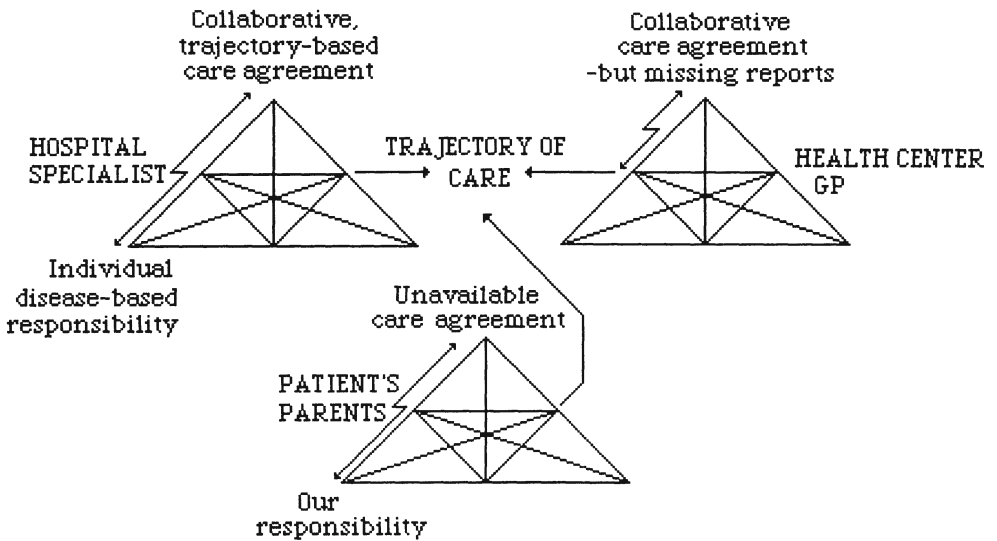 Collaborative,
trajectory-based
care agreement
Collaborative
care agreement
-but missing reports
HOSPITAL
SPECIALIST
TRAJECTORY OF
CARE
HEALTH CENTER
GP
Individual
disease-based
responsibility
Unavailable
care agreement
PATIENT'S
PARENTS
Our
responsibility